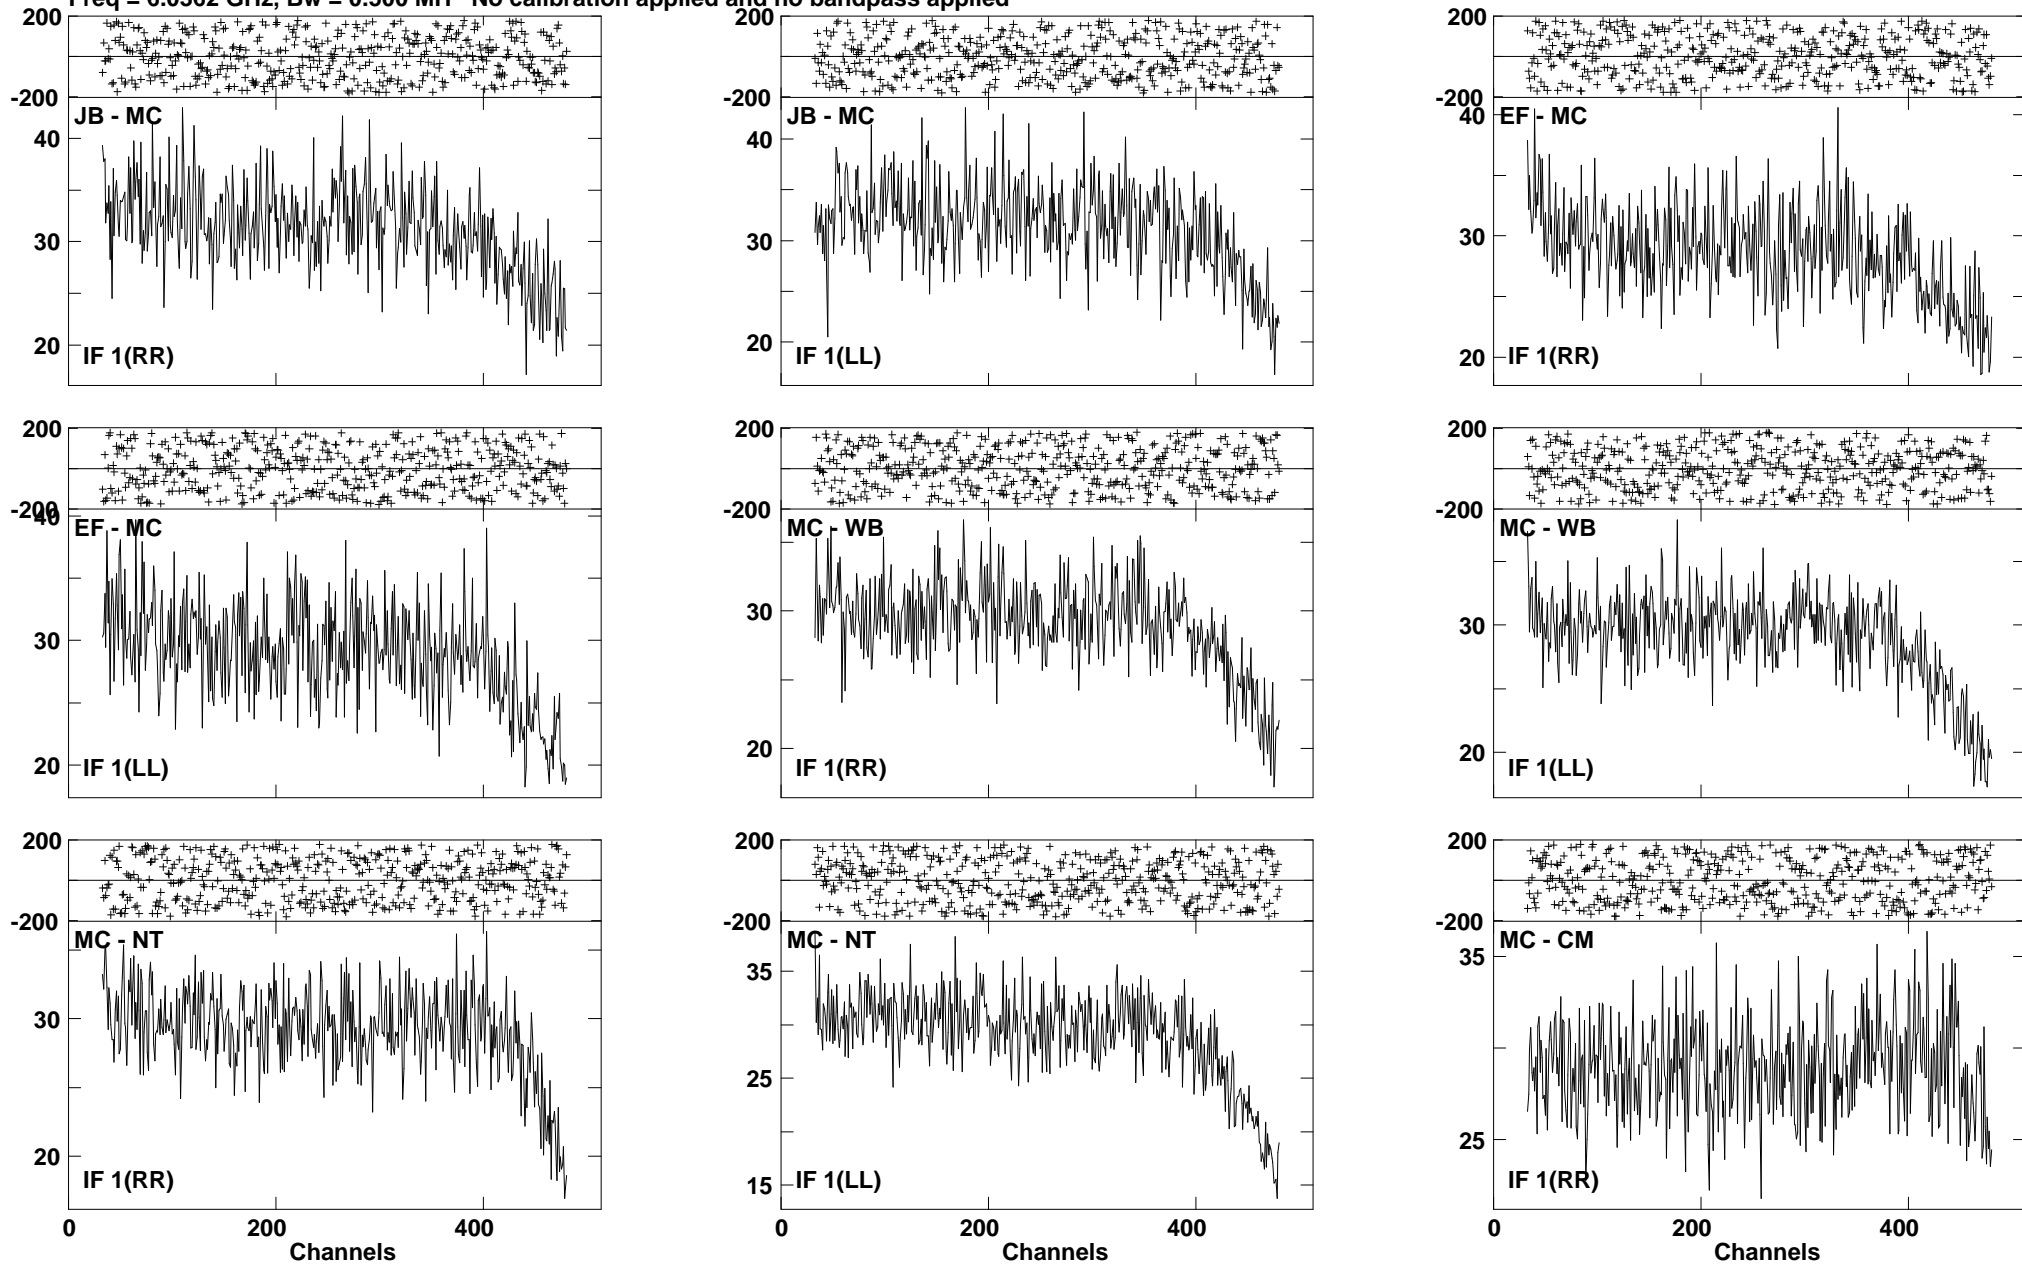 applied and no bandpass applied
200 200 200
-200 -200 -200
JB - MC JB - MC EF - MC
40 40 40
30 30 30
20 20 20
IF 1(RR) IF 1(LL) IF 1(RR)
200 200 200
-200 -200 -200
40
EF - MC MC - WB MC - WB
30 30 30
20 20 20
IF 1(LL) IF 1(RR) IF 1(LL)
200 200 200
-200 -200 -200
MC - NT MC - NT MC - CM
30 35 35
20 25 25
15
IF 1(RR) IF 1(LL) IF 1(RR)
0 200 400 0 200 400 0 200 400
Channels Channels Channels